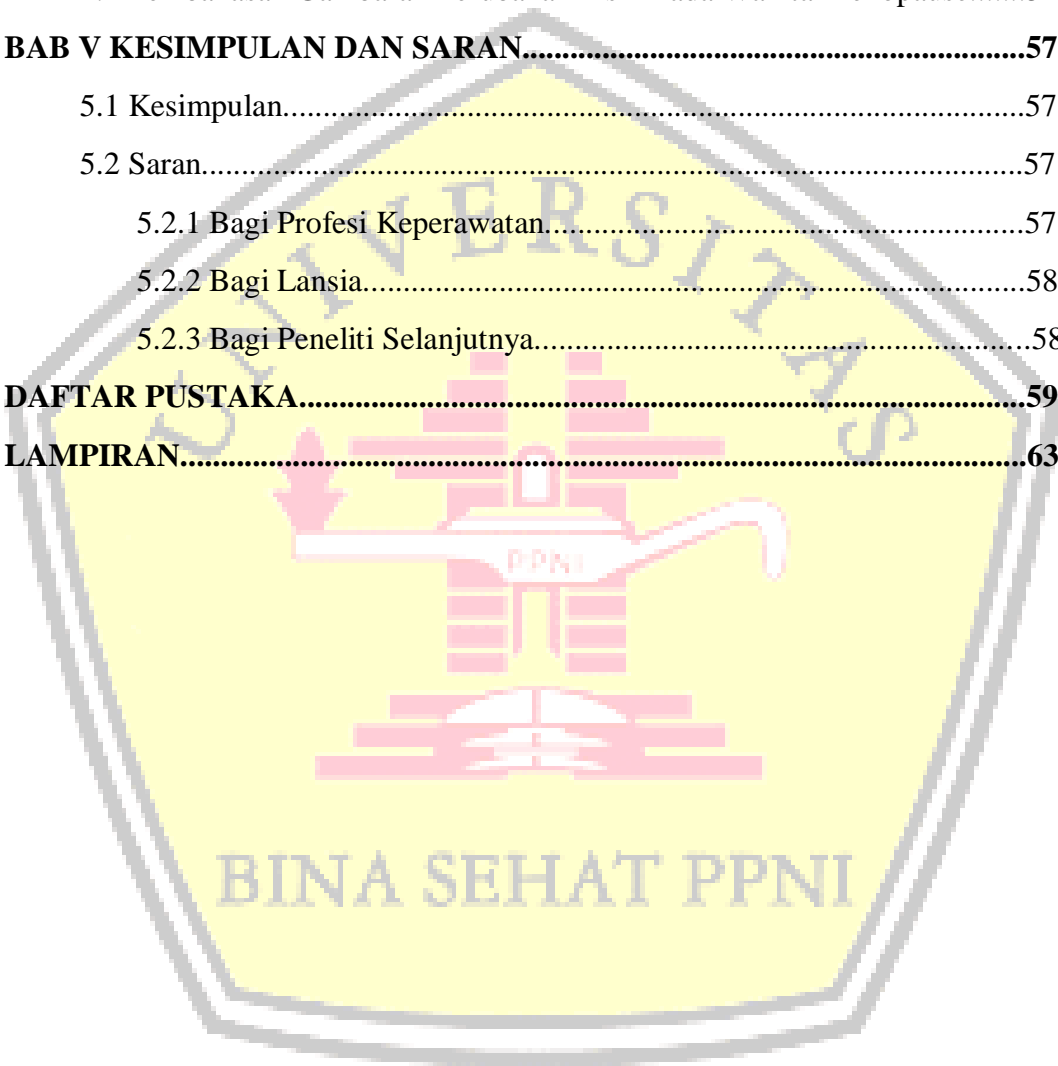 BAB V KESIMPULAN DAN SARAN....................................................................57
5.1 Kesimpulan..............................................................................................57
5.2 Saran.........................................................................................................57
5.2.1 Bagi Profesi Keperawatan...............................................................57
5.2.2 Bagi Lansia......................................................................................58
5.2.3 Bagi Peneliti Selanjutnya.................................................................58
DAFTAR PUSTAKA....................................................................................59
LAMPIRAN..................................................................................................63
UNIVERSITAS
PPNI
BINA SEHAT PPNI